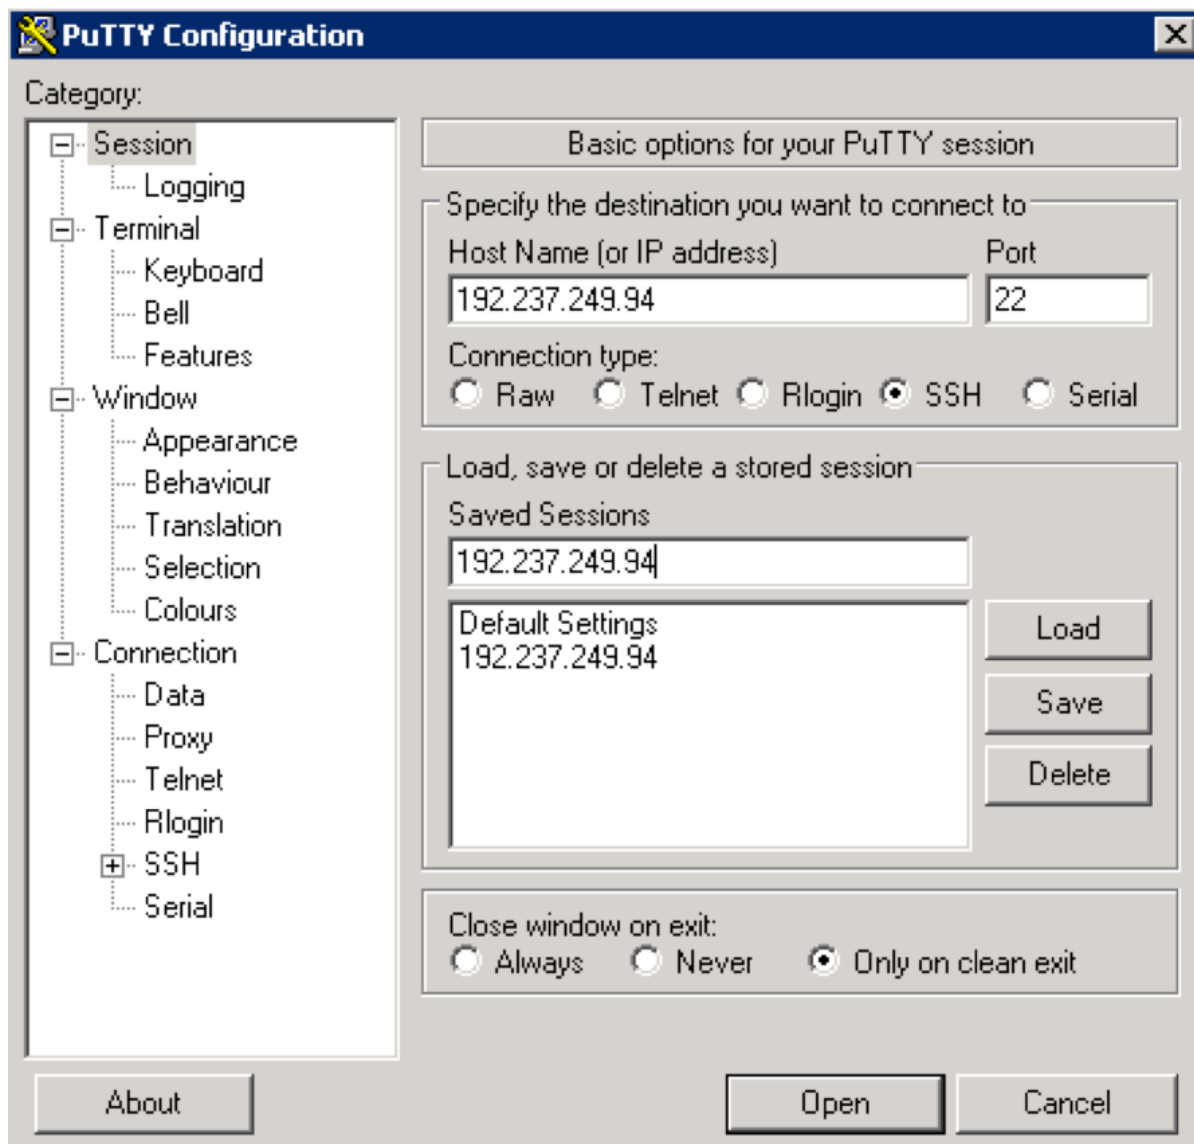 PuTTY Configuration
Category:
Session
Logging
Terminal
Keyboard
Bell
Features
Window
Appearance
Behaviour
Translation
Selection
Colours
Connection
Data
Proxy
Telnet
Rlogin
SSH
Serial
Basic options for your PuTTY session
Specify the destination you want to connect to
Host Name (or IP address) Port
192.237.249.94 22
Connection type:
Raw Telnet Rlogin SSH Serial
Load, save or delete a stored session
Saved Sessions
192.237.249.94
Default Settings
192.237.249.94
Load
Save
Delete
Close window on exit:
Always Never Only on clean exit
About Open Cancel